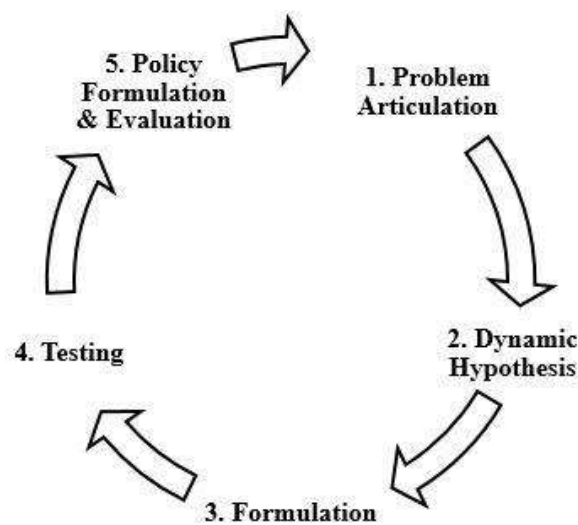 1. Problem
Articulation
2. Dynamic
Hypothesis
3. Formulation
4. Testing
5. Policy
Formulation
& Evaluation